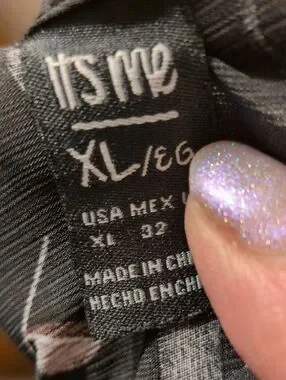 ITS ME
XL/EG
USA MEX
XL 32
MADE IN CHI
HECHO EN CHI